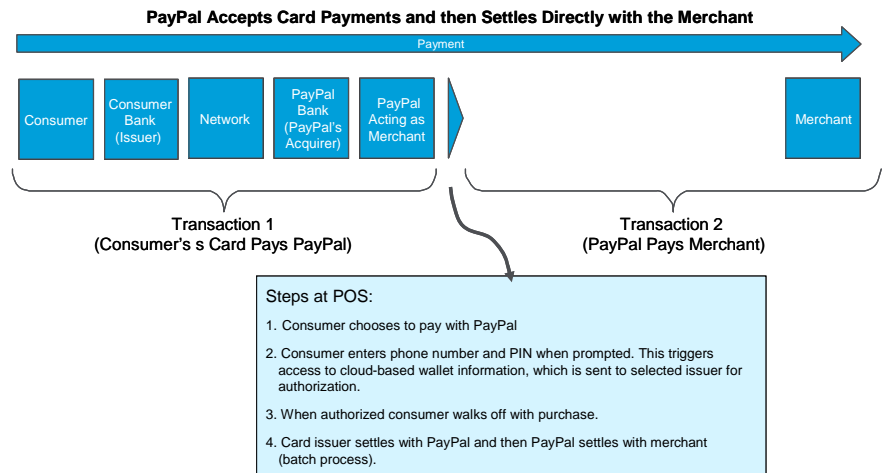 PayPal Accepts Card Payments and then Settles Directly with the Merchant
Payment
Consumer
Consumer
Bank
(Issuer)
Network
PayPal
Bank
(PayPal's
Acquirer)
PayPal
Acting as
Merchant
Merchant
Transaction 1
(Consumer's s Card Pays PayPal)
Transaction 2
(PayPal Pays Merchant)
Steps at POS:
1. Consumer chooses to pay with PayPal
2. Consumer enters phone number and PIN when prompted. This triggers
access to cloud-based wallet information, which is sent to selected issuer for
authorization.
3. When authorized consumer walks off with purchase.
4. Card issuer settles with PayPal and then PayPal settles with merchant
(batch process).